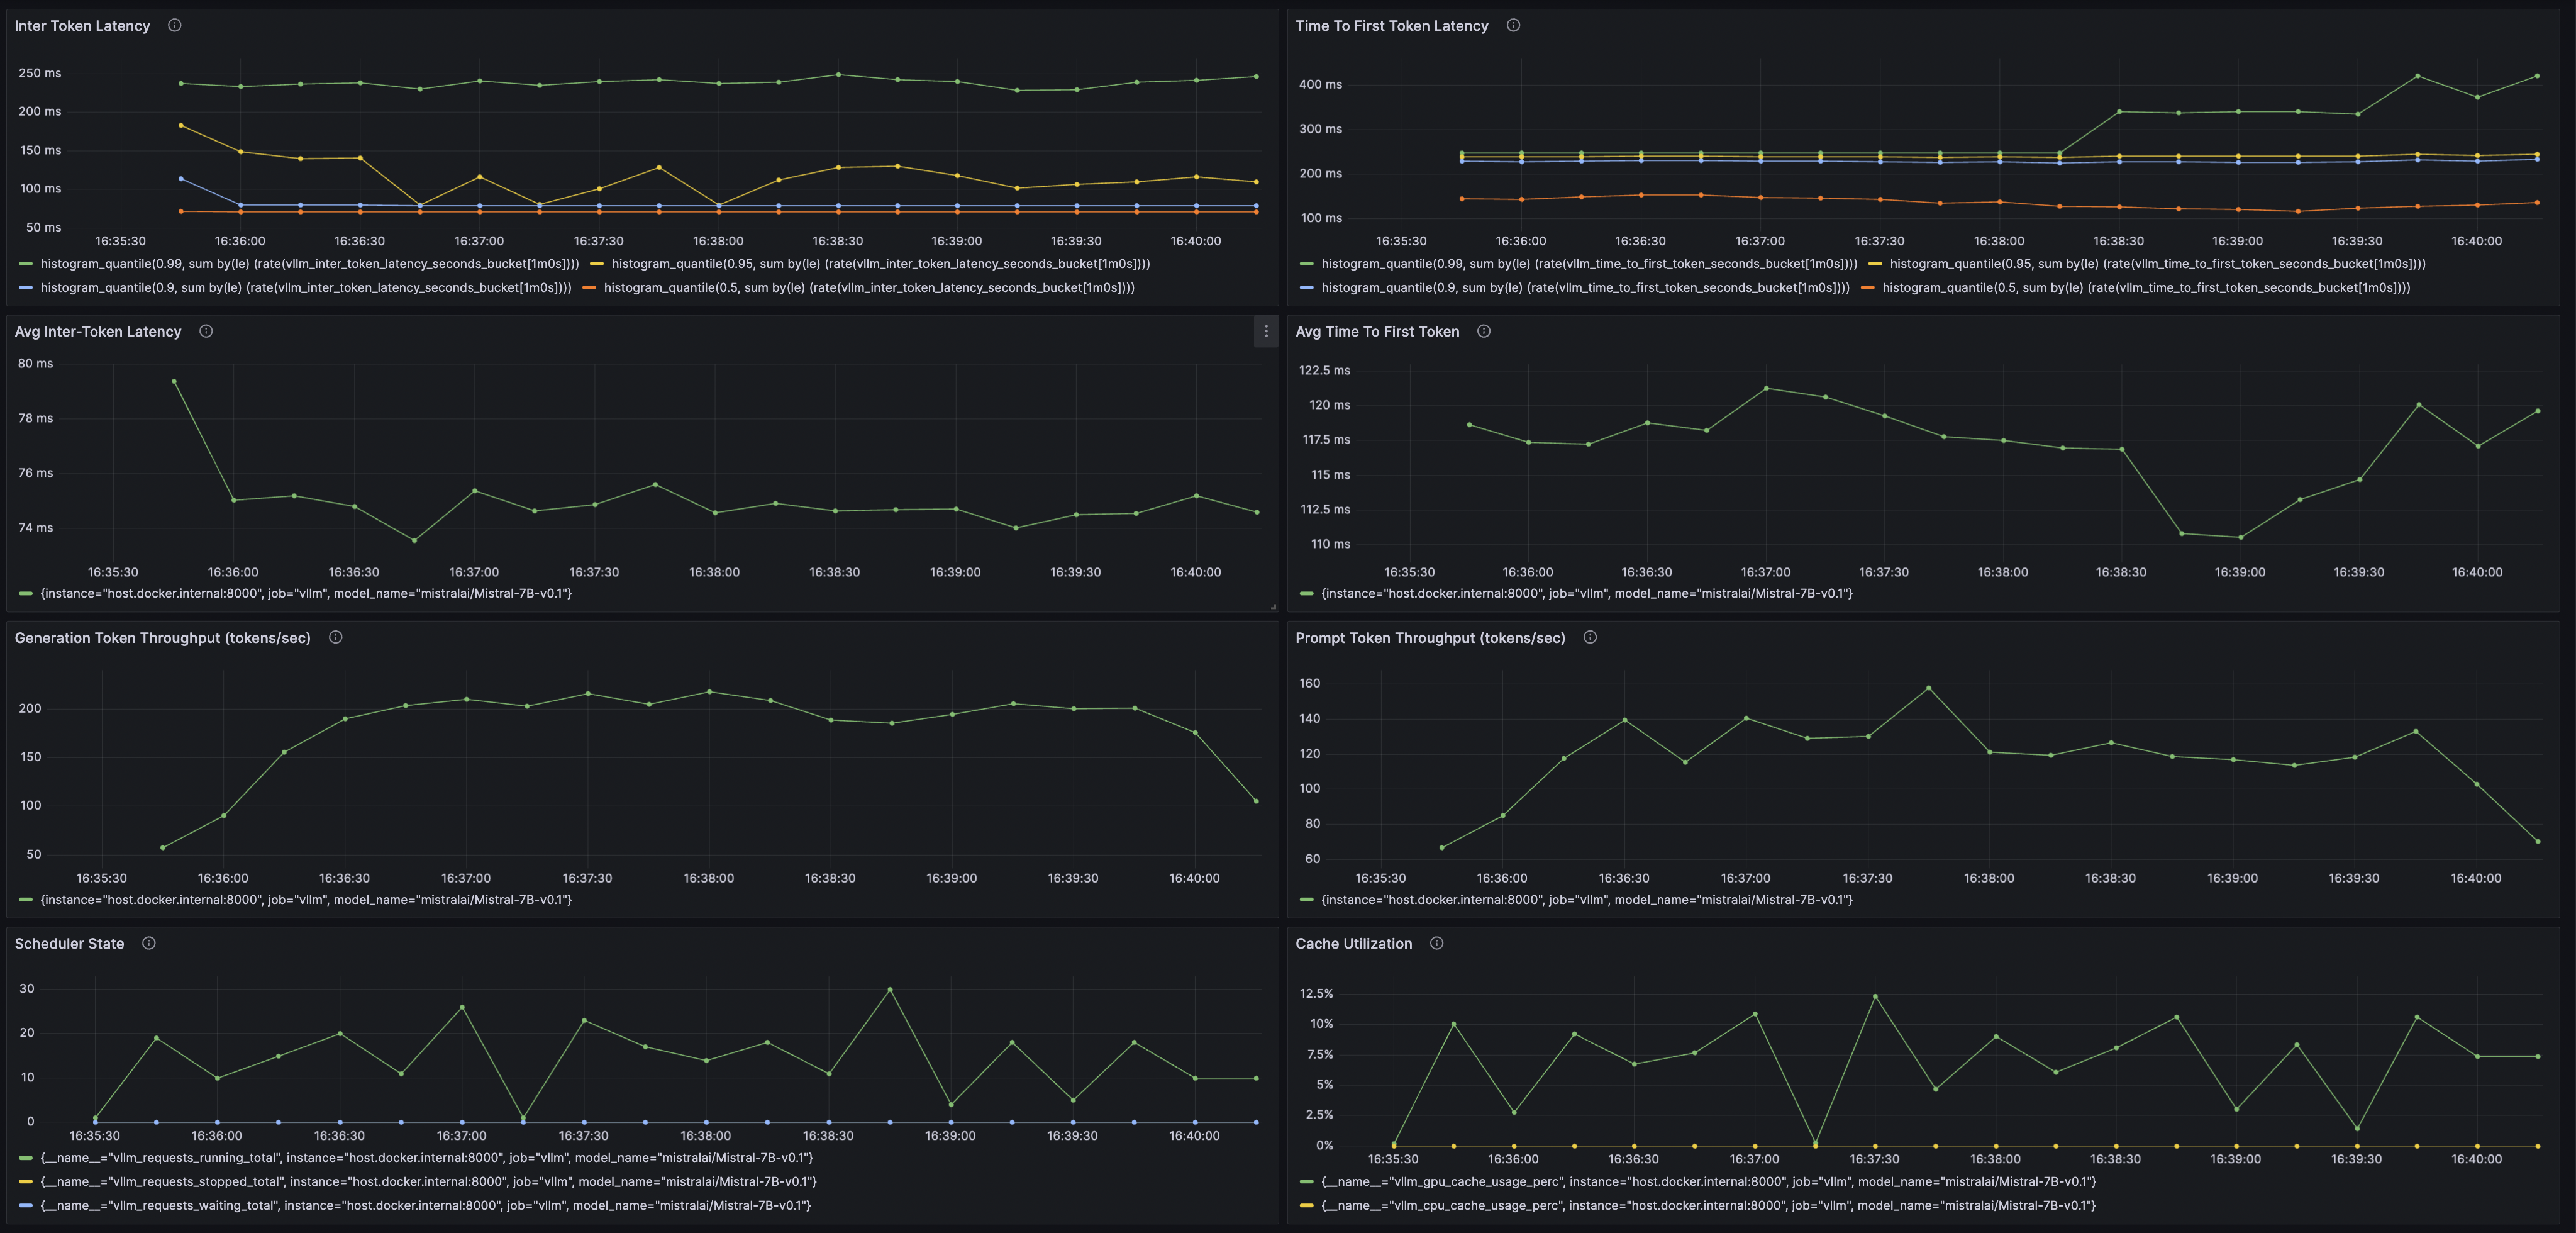 Inter Token Latency
250 ms
200 ms
150 ms
100 ms
50 ms
16:35:30 16:36:00 16:36:30 16:37:00 16:37:30 16:38:00 16:38:30 16:39:00 16:39:30 16:40:00
histogram_quantile(0.99, sum by(le) (rate(vllm_inter_token_latency_seconds_bucket[1m0s]))) histogram_quantile(0.95, sum by(le) (rate(vllm_inter_token_latency_seconds_bucket[1m0s])))
histogram_quantile(0.9, sum by(le) (rate(vllm_inter_token_latency_seconds_bucket[1m0s]))) histogram_quantile(0.5, sum by(le) (rate(vllm_inter_token_latency_seconds_bucket[1m0s])))
Time To First Token Latency
400 ms
300 ms
200 ms
100 ms
16:35:30 16:36:00 16:36:30 16:37:00 16:37:30 16:38:00 16:38:30 16:39:00 16:39:30 16:40:00
histogram_quantile(0.99, sum by(le) (rate(vllm_time_to_first_token_seconds_bucket[1m0s]))) histogram_quantile(0.95, sum by(le) (rate(vllm_time_to_first_token_seconds_bucket[1m0s])))
histogram_quantile(0.9, sum by(le) (rate(vllm_time_to_first_token_seconds_bucket[1m0s]))) histogram_quantile(0.5, sum by(le) (rate(vllm_time_to_first_token_seconds_bucket[1m0s])))
Avg Inter-Token Latency
80 ms
78 ms
76 ms
74 ms
16:35:30 16:36:00 16:36:30 16:37:00 16:37:30 16:38:00 16:38:30 16:39:00 16:39:30 16:40:00
{instance="host.docker.internal:8000", job="vllm", model_name="mistralai/Mistral-7B-v0.1"}
Avg Time To First Token
122.5 ms
120 ms
117.5 ms
115 ms
112.5 ms
110 ms
16:35:30 16:36:00 16:36:30 16:37:00 16:37:30 16:38:00 16:38:30 16:39:00 16:39:30 16:40:00
{instance="host.docker.internal:8000", job="vllm", model_name="mistralai/Mistral-7B-v0.1"}
Generation Token Throughput (tokens/sec)
200
150
100
50
16:35:30 16:36:00 16:36:30 16:37:00 16:37:30 16:38:00 16:38:30 16:39:00 16:39:30 16:40:00
{instance="host.docker.internal:8000", job="vllm", model_name="mistralai/Mistral-7B-v0.1"}
Prompt Token Throughput (tokens/sec)
160
140
120
100
80
60
16:35:30 16:36:00 16:36:30 16:37:00 16:37:30 16:38:00 16:38:30 16:39:00 16:39:30 16:40:00
{instance="host.docker.internal:8000", job="vllm", model_name="mistralai/Mistral-7B-v0.1"}
Scheduler State
30
20
10
0
16:35:30 16:36:00 16:36:30 16:37:00 16:37:30 16:38:00 16:38:30 16:39:00 16:39:30 16:40:00
{__name__="vllm_requests_running_total", instance="host.docker.internal:8000", job="vllm", model_name="mistralai/Mistral-7B-v0.1"}
{__name__="vllm_requests_stopped_total", instance="host.docker.internal:8000", job="vllm", model_name="mistralai/Mistral-7B-v0.1"}
{__name__="vllm_requests_waiting_total", instance="host.docker.internal:8000", job="vllm", model_name="mistralai/Mistral-7B-v0.1"}
Cache Utilization
12.5%
10%
7.5%
5%
2.5%
0%
16:35:30 16:36:00 16:36:30 16:37:00 16:37:30 16:38:00 16:38:30 16:39:00 16:39:30 16:40:00
{__name__="vllm_gpu_cache_usage_perc", instance="host.docker.internal:8000", job="vllm", model_name="mistralai/Mistral-7B-v0.1"}
{__name__="vllm_cpu_cache_usage_perc", instance="host.docker.internal:8000", job="vllm", model_name="mistralai/Mistral-7B-v0.1"}